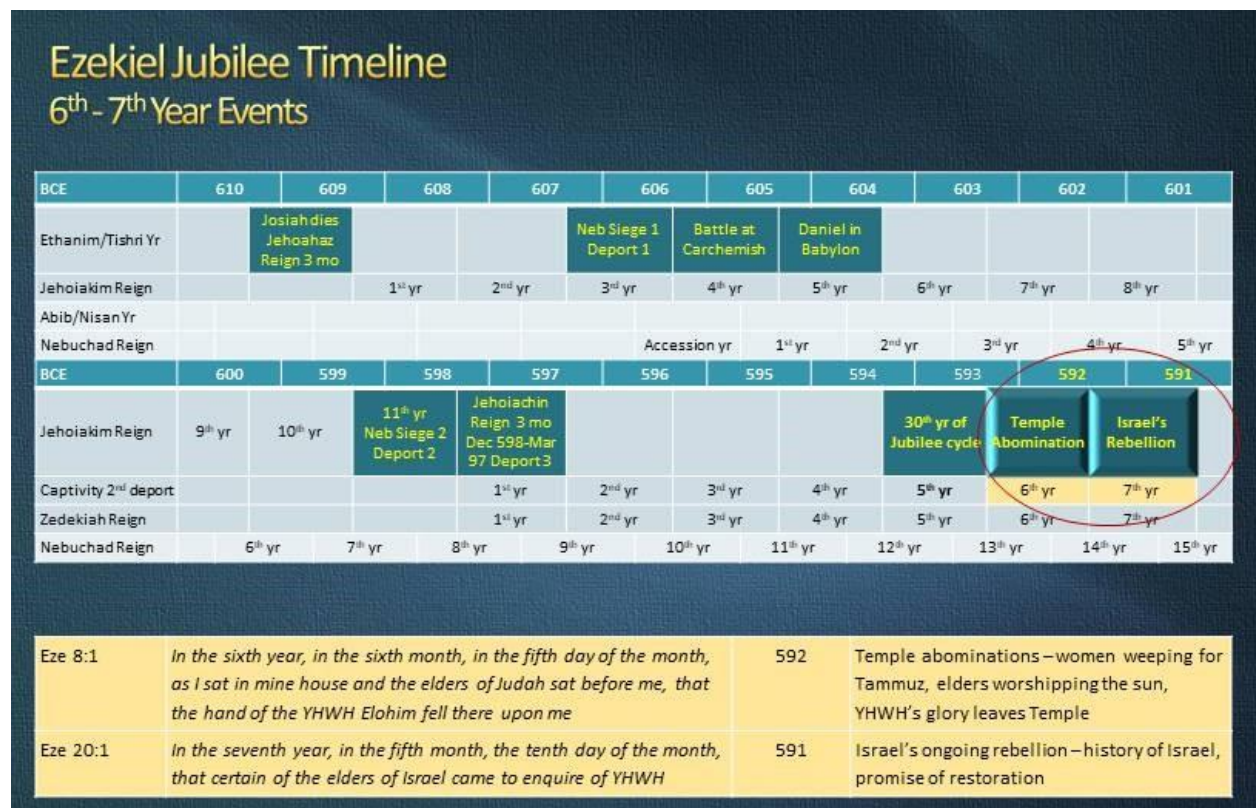 Ezekiel Jubilee Timeline
6th - 7th Year Events
BCE 610 609 608 607 606 605 604 603 602 601
Ethanim/Tishri Yr
Josiah dies
Jehoahaz
Reign 3 mo
Neb Siege 1
Deport 1
Battle at
Carchemish
Daniel in
Babylon
Jehoiakim Reign 1st yr 2nd yr 3rd yr 4th yr 5th yr 6th yr 7th yr 8th yr
Abib/Nisan Yr
Nebuchad Reign Accession yr 1st yr 2nd yr 3rd yr 4th yr 5th yr
BCE 600 599 598 597 596 595 594 593 592 591
Jehoiakim Reign 9th yr 10th yr
11th yr
Neb Siege 2
Deport 2
Jehoiachin
Reign 3 mo
Dec 598-Mar
97 Deport3
30th yr of
Jubilee cycle
Temple
Abomination
Israel's
Rebellion
Captivity 2nd deport 1st yr 2nd yr 3rd yr 4th yr 5th yr 6th yr 7th yr
Zedekiah Reign 1st yr 2nd yr 3rd yr 4th yr 5th yr 6th yr 7th yr
Nebuchad Reign 6th yr 7th yr 8th yr 9th yr 10th yr 11th yr 12th yr 13th yr 14th yr 15th yr
Eze 8:1
In the sixth year, in the sixth month, in the fifth day of the month,
as I sat in mine house and the elders of Judah sat before me, that
the hand of the YHWH Elohim fell there upon me
592
Temple abominations – women weeping for
Tammuz, elders worshipping the sun,
YHWH's glory leaves Temple
Eze 20:1
In the seventh year, in the fifth month, the tenth day of the month,
that certain of the elders of Israel came to enquire of YHWH
591
Israel's ongoing rebellion – history of Israel,
promise of restoration